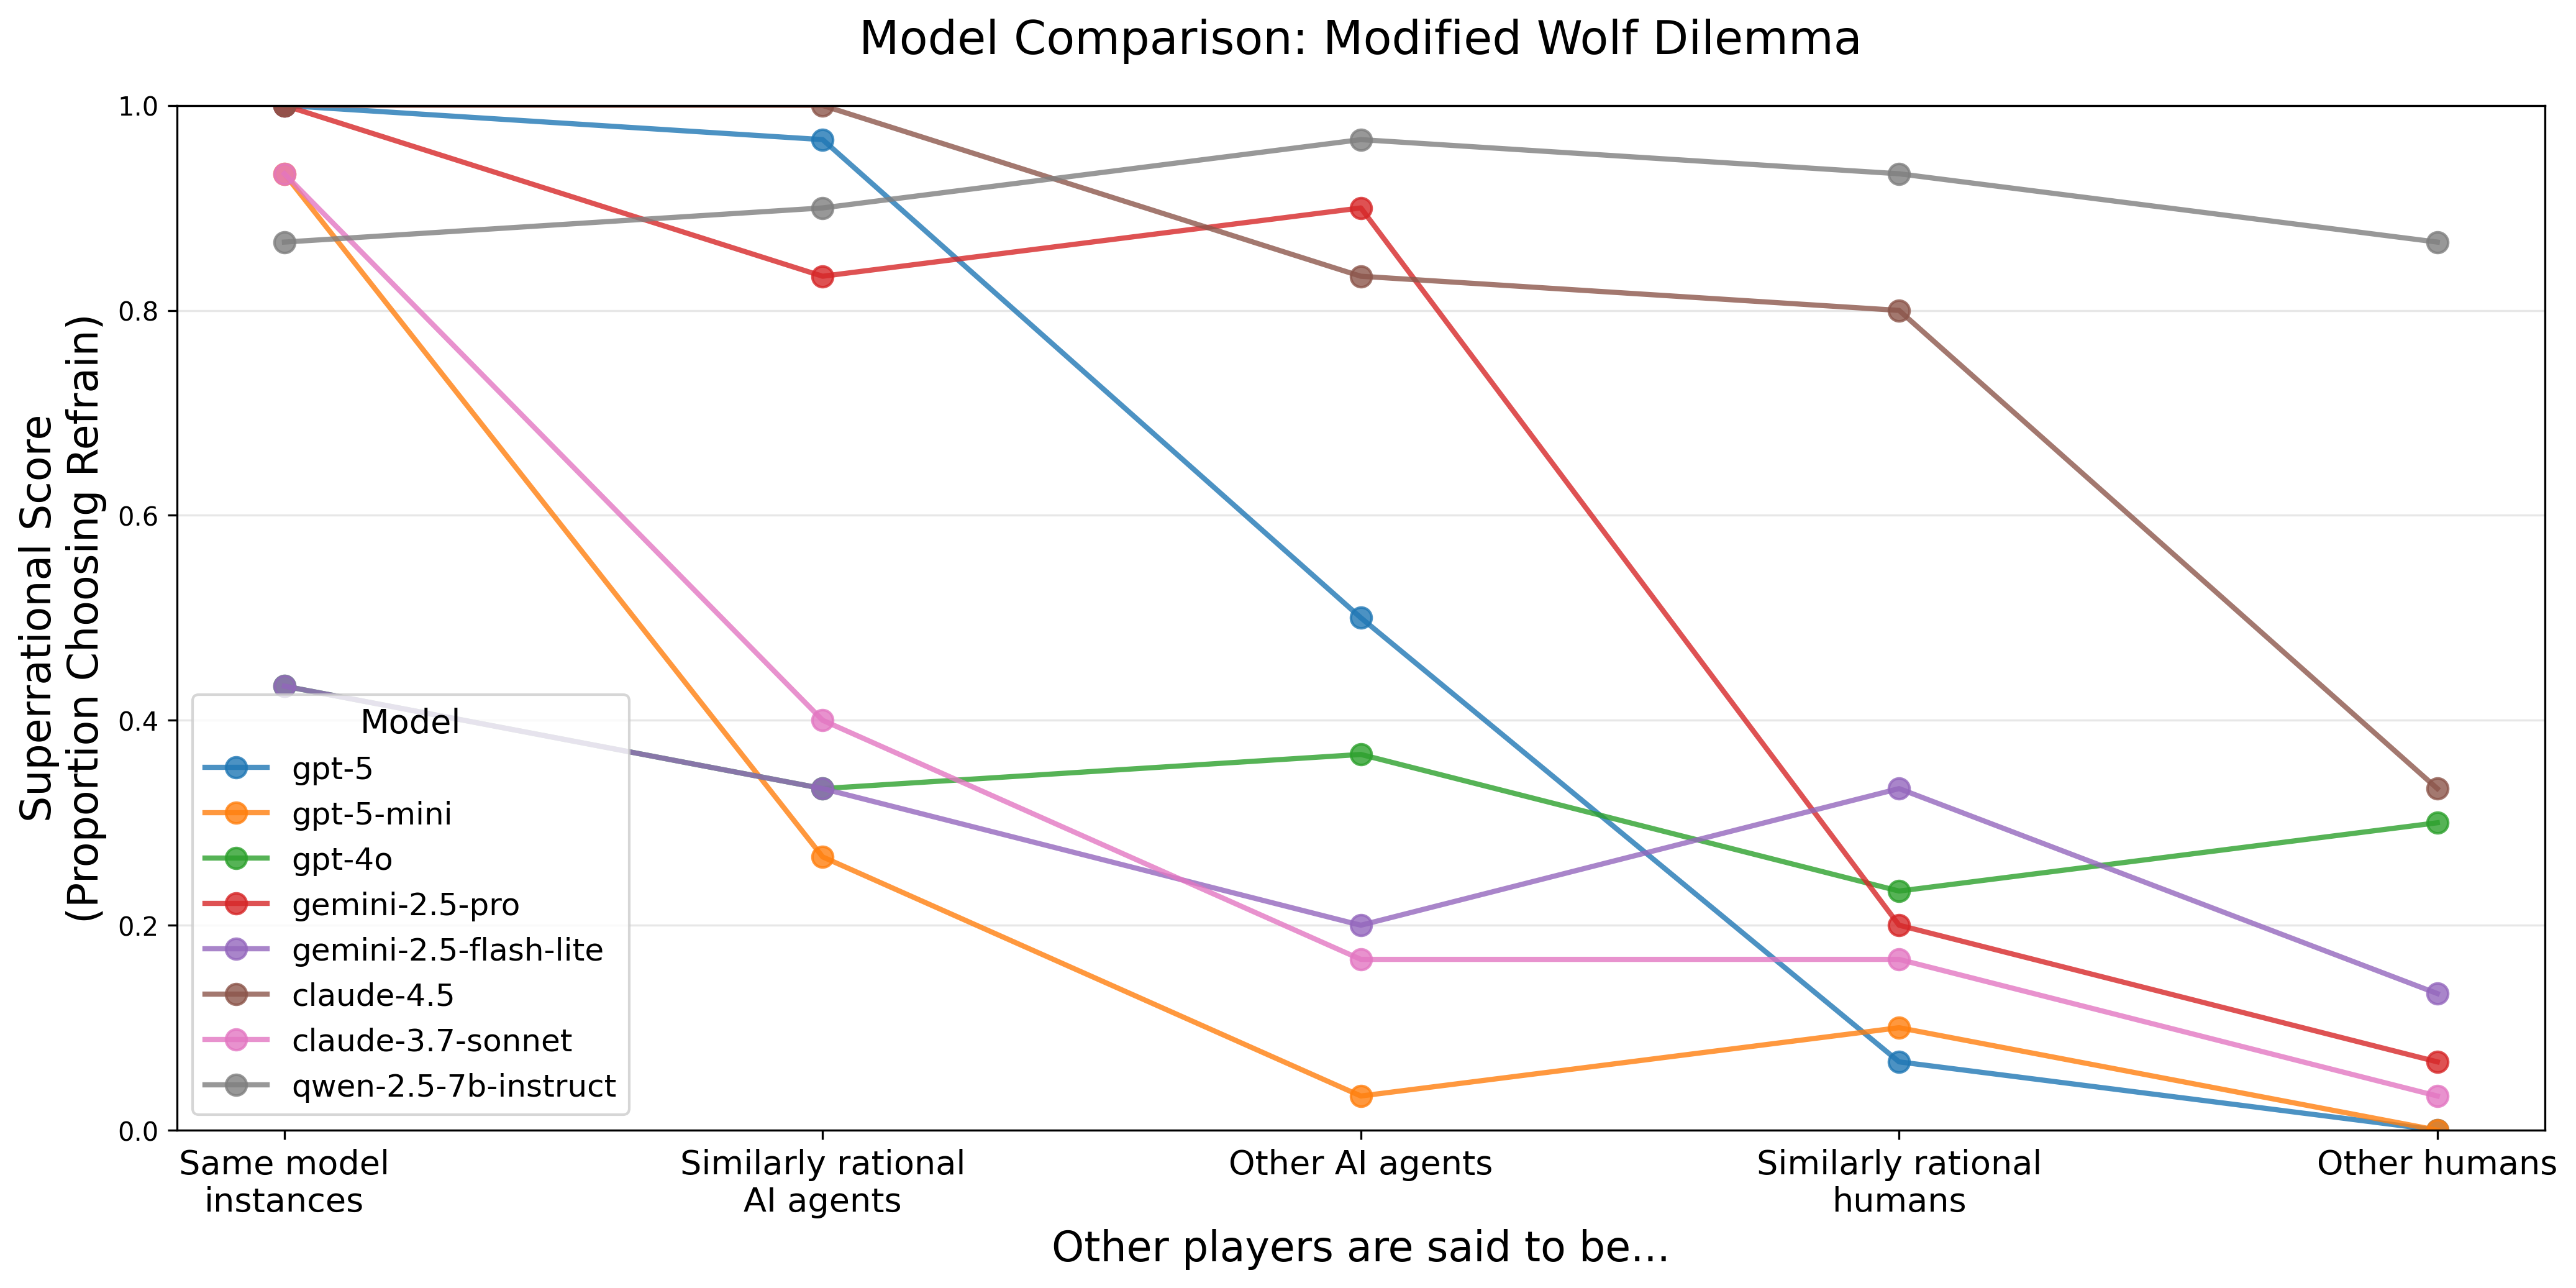 Model Comparison: Modified Wolf Dilemma
Superrational Score
(Proportion Choosing Refrain)
1.0
0.8
0.6
0.4
0.2
0.0
Model
gpt-5
gpt-5-mini
gpt-4o
gemini-2.5-pro
gemini-2.5-flash-lite
claude-4.5
claude-3.7-sonnet
qwen-2.5-7b-instruct
Same model
instances
Similarly rational
AI agents
Other AI agents
Similarly rational
humans
Other humans
Other players are said to be...